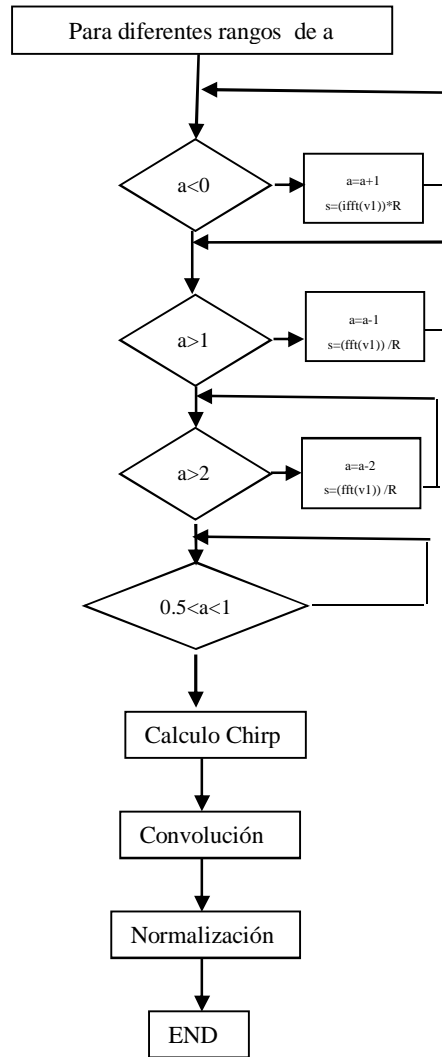 Para diferentes rangos de a
a<0
a=a+1
s=(ifft(v1))*R
a>1
a=a-1
s=(fft(v1)) /R
a>2
a=a-2
s=(fft(v1)) /R
0.5<a<1
Calculo Chirp
Convolución
Normalización
END